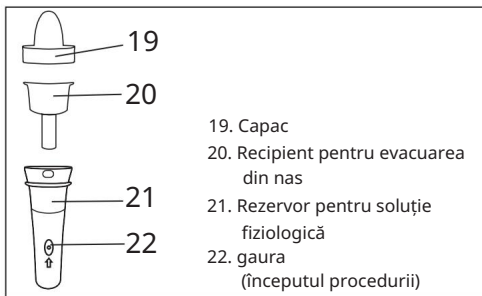 19
20
21
22
19. Capac
20. Recipient pentru evacuarea
din nas
21. Rezervor pentru soluție
fiziologică
22. gaura
(începutul procedurii)